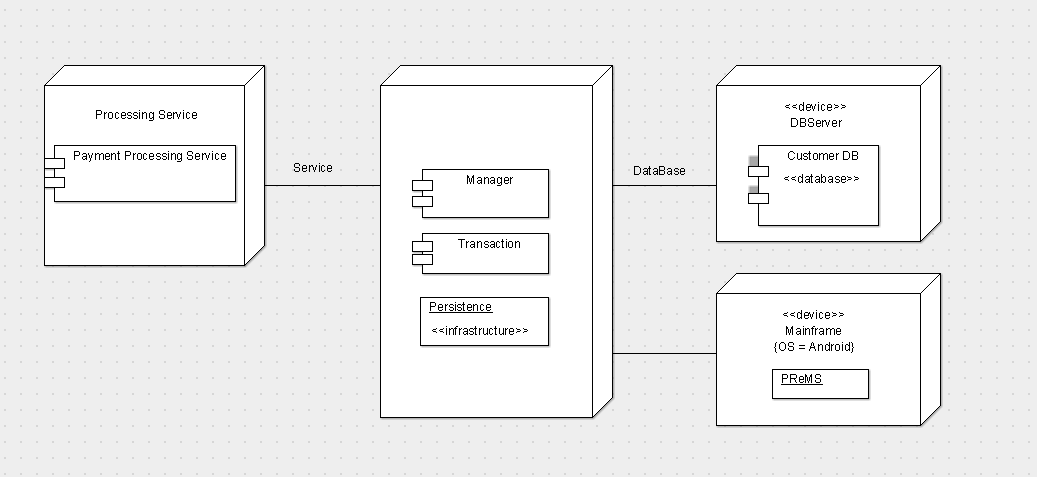 Processing Service
Payment Processing Service
Service
Manager
Transaction
Persistence
<<infrastructure>>
DataBase
<<device>>
DBServer
Customer DB
<<database>>
<<device>>
Mainframe
{OS = Android}
PReMS